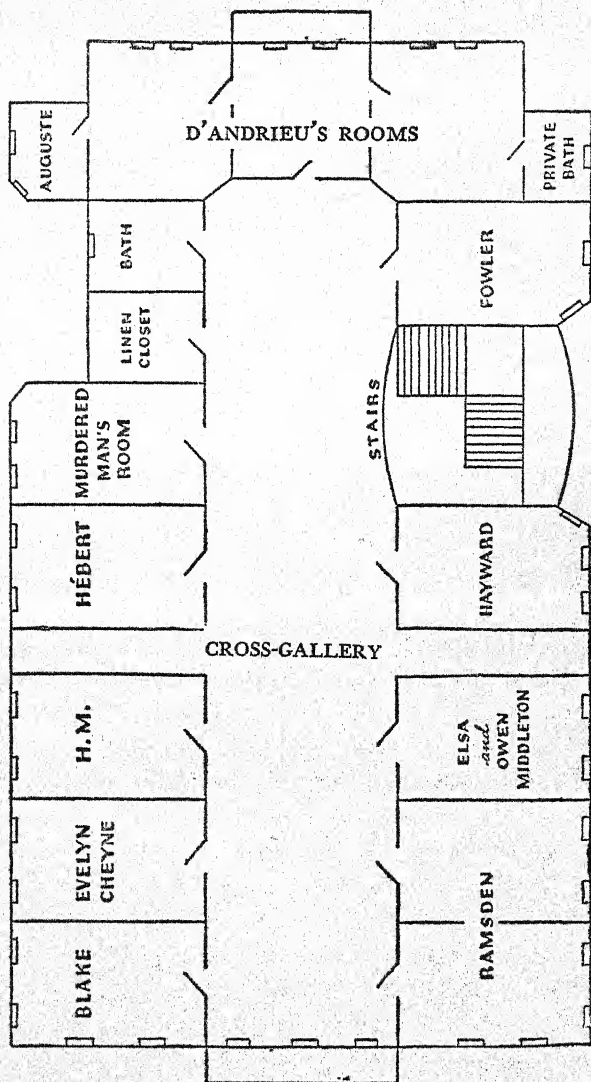 D'ANDRIEU'S ROOMS
AUGUSTE
PRIVATE
BATH
BATH
FOWLER
LINEN
CLOSET
STAIRS
MURDERED
MAN'S
ROOM
HÉBERT
HAYWARD
CROSS-GALLERY
H.M.
ELSA
and
OWEN
MIDDLETON
EVELYN
CHEYNE
RAMSDEN
BLAKE